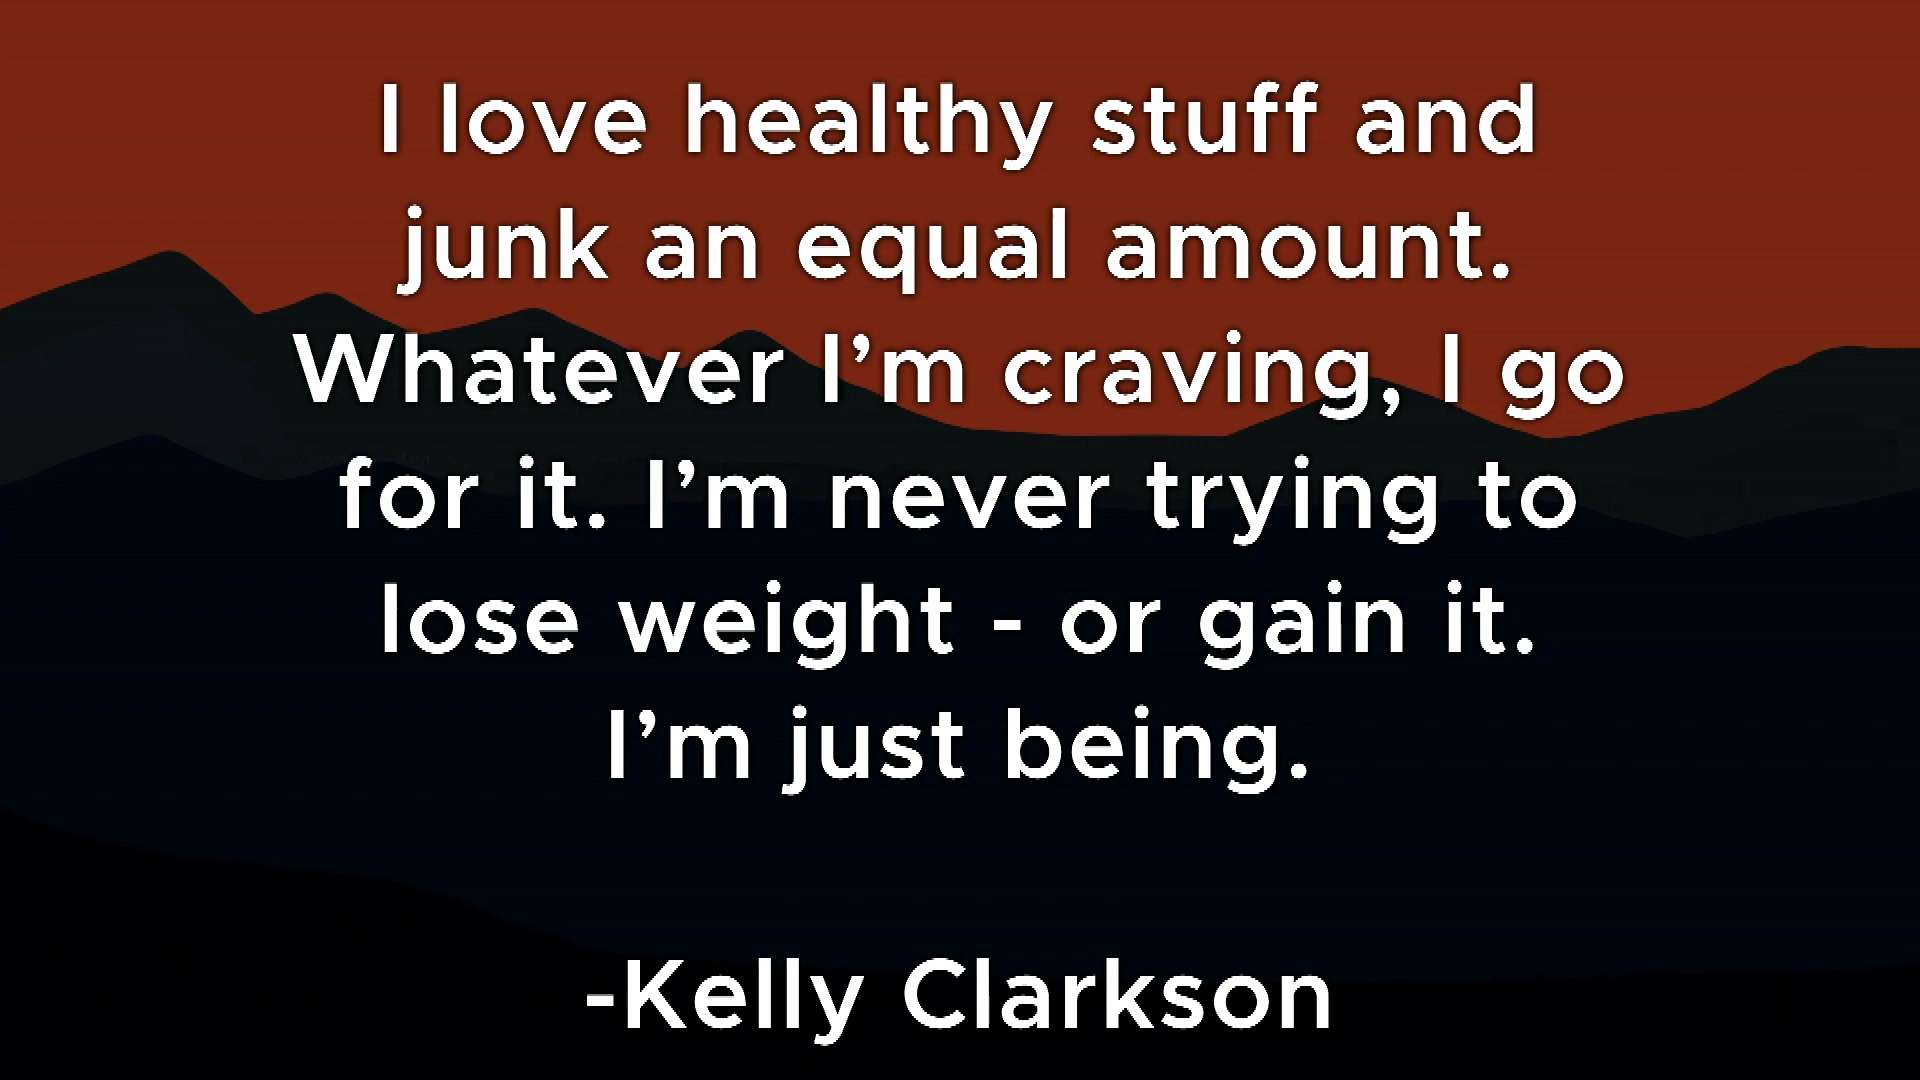 I love healthy stuff and
junk an equal amount.
Whatever I’m craving, I go
for it. I’m never trying to
lose weight - or gain it.
I’m just being.
-Kelly Clarkson